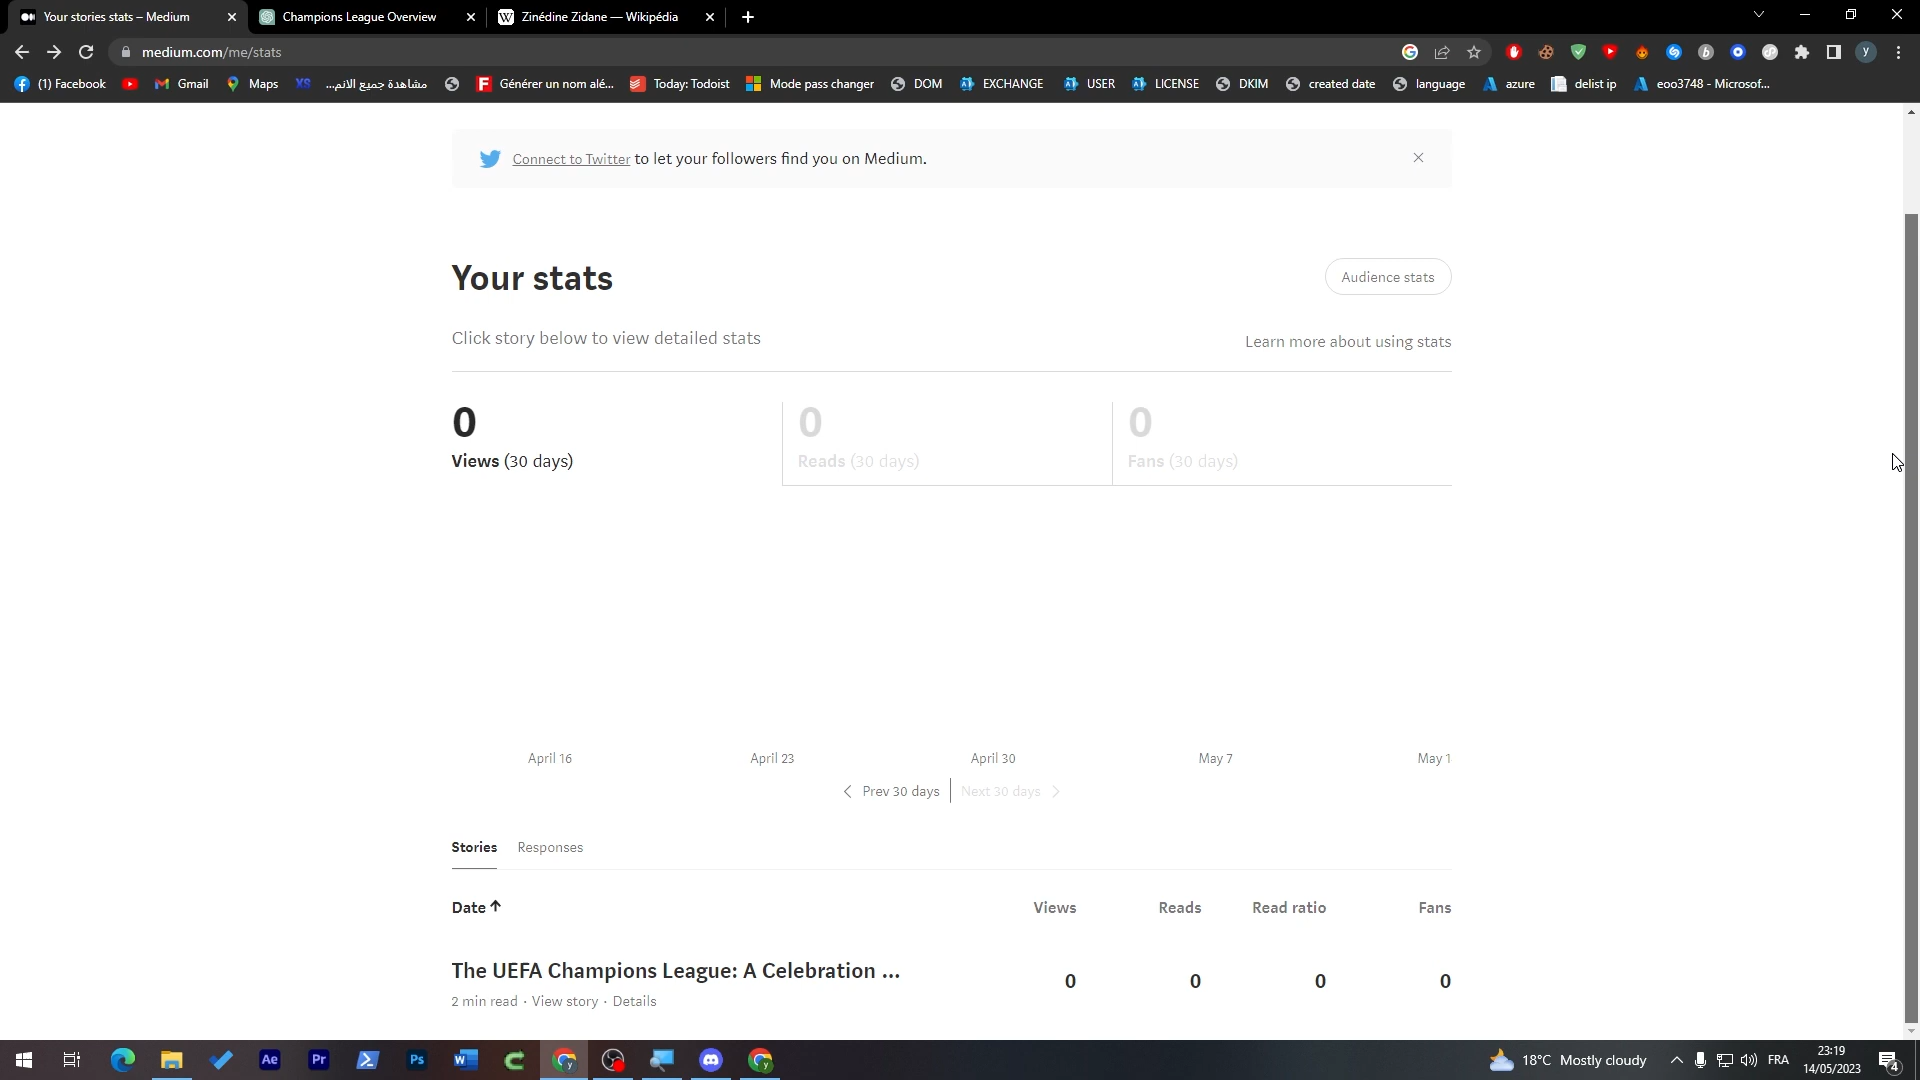 Your stories stats – Medium
Champions League Overview
Zinédine Zidane — Wikipédia
medium.com/me/stats
(1) Facebook
Gmail
Maps
XS
مشاهدة جميع الانم...
Générer un nom alé...
Today: Todoist
Mode pass changer
DOM
EXCHANGE
USER
LICENSE
DKIM
created date
language
azure
delist ip
eoo3748 - Microsof...
Connect to Twitter to let your followers find you on Medium.
Your stats
Audience stats
Click story below to view detailed stats
Learn more about using stats
0
0
0
Views (30 days)
Reads (30 days)
Fans (30 days)
April 16
April 23
April 30
May 7
May 1
Prev 30 days
Next 30 days
Stories
Responses
Date
Views
Reads
Read ratio
Fans
The UEFA Champions League: A Celebration ...
0
0
0
0
2 min read · View story · Details
Ae
Pr
Ps
18°C Mostly cloudy
FRA
23:19
14/05/2023
4